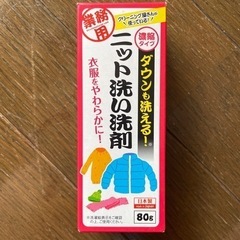 業務用
クリーニング屋さんの
使っている!
濃縮
タイプ
ダウンも洗える!
ニット洗い洗剤
衣服をやわらかに!
日本製
80g